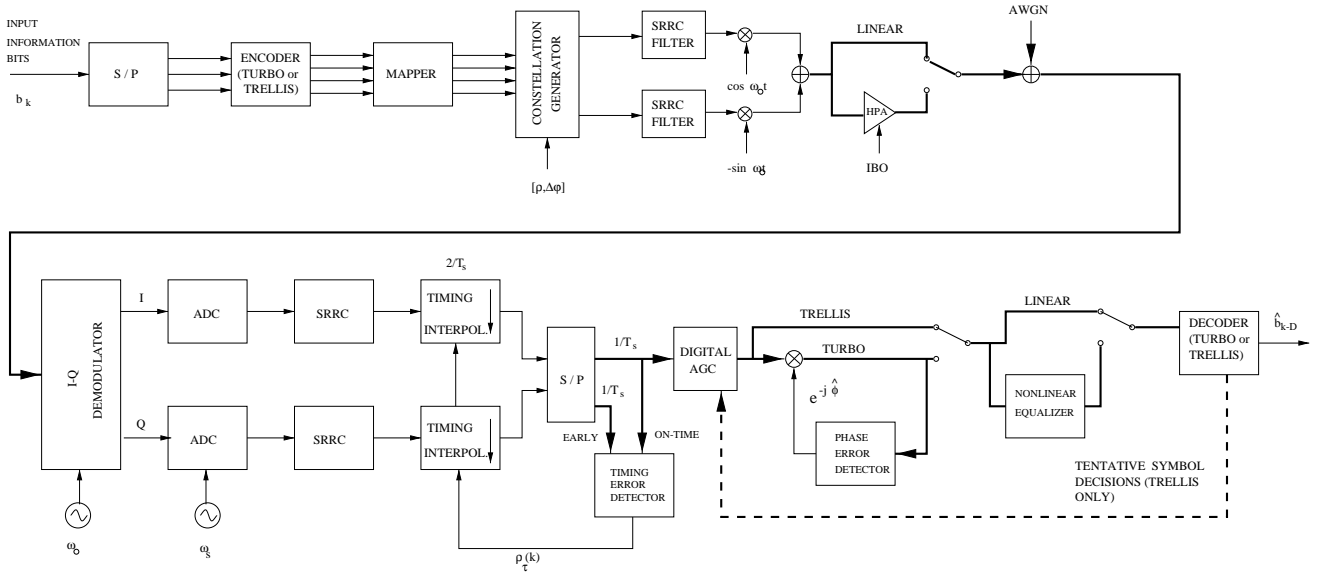 INPUT
INFORMATION
BITS
b k
S / P
ENCODER
(TURBO or
TRELLIS)
MAPPER
CONSTELLATION
GENERATOR
[ρ,Δφ]
SRRC
FILTER
SRRC
FILTER
cos ω₀t
-sin ω₀t
LINEAR
HPA
IBO
AWGN
I-Q
DEMODULATOR
I
Q
ω₀
ADC
ADC
ωs
SRRC
SRRC
2/Ts
TIMING
INTERPOL.
TIMING
INTERPOL.
S / P
1/Ts
1/Ts
EARLY
ON-TIME
TIMING
ERROR
DETECTOR
ρτ(k)
DIGITAL
AGC
TRELLIS
TURBO
e -j φ̂
PHASE
ERROR
DETECTOR
LINEAR
NONLINEAR
EQUALIZER
DECODER
(TURBO or
TRELLIS)
b̂k-D
TENTATIVE SYMBOL
DECISIONS (TRELLIS
ONLY)